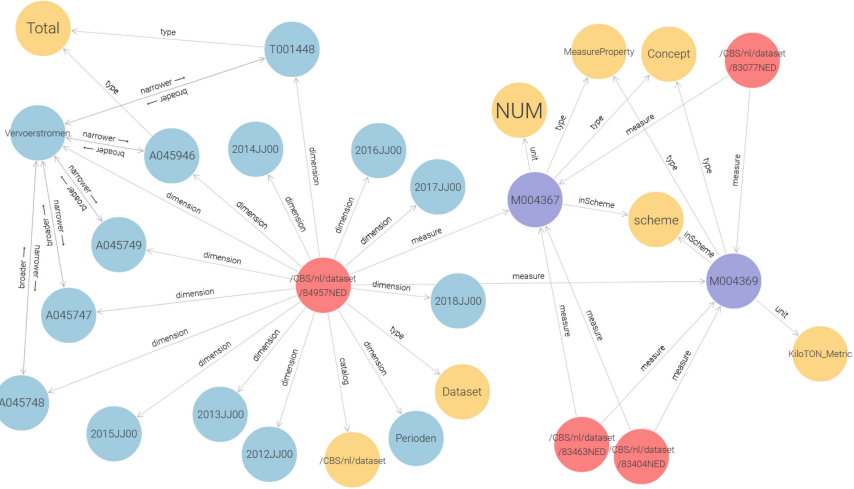 Total
type
T001448
MeasureProperty
Concept
/CBS/nl/dataset
/83077NED
narrower ⟶
broader ⟶
type
NUM
type
type
measure
Vervoerstromen
narrower ⟶
broader ⟶
A045946
2014JJ00
dimension
2016JJ00
unit
type
type
measure
narrower ⟶
broader ⟶
dimension
dimension
dimension
dimension
dimension
2017JJ00
M004367
inScheme
scheme
inScheme
narrower ⟶
broader ⟶
A045749
dimension
measure
narrower ⟶
broader ⟶
/CBS/nl/dataset
/84957NED
dimension
measure
M004369
A045747
dimension
2018JJ00
unit
dimension
dimension
dimension
dimension
catalog
dimension
type
measure
measure
measure
measure
KiloTON_Metric
A045748
Dataset
2015JJ00
2013JJ00
2012JJ00
/CBS/nl/dataset
Perioden
/CBS/nl/dataset
/83463NED
/CBS/nl/dataset
/83404NED